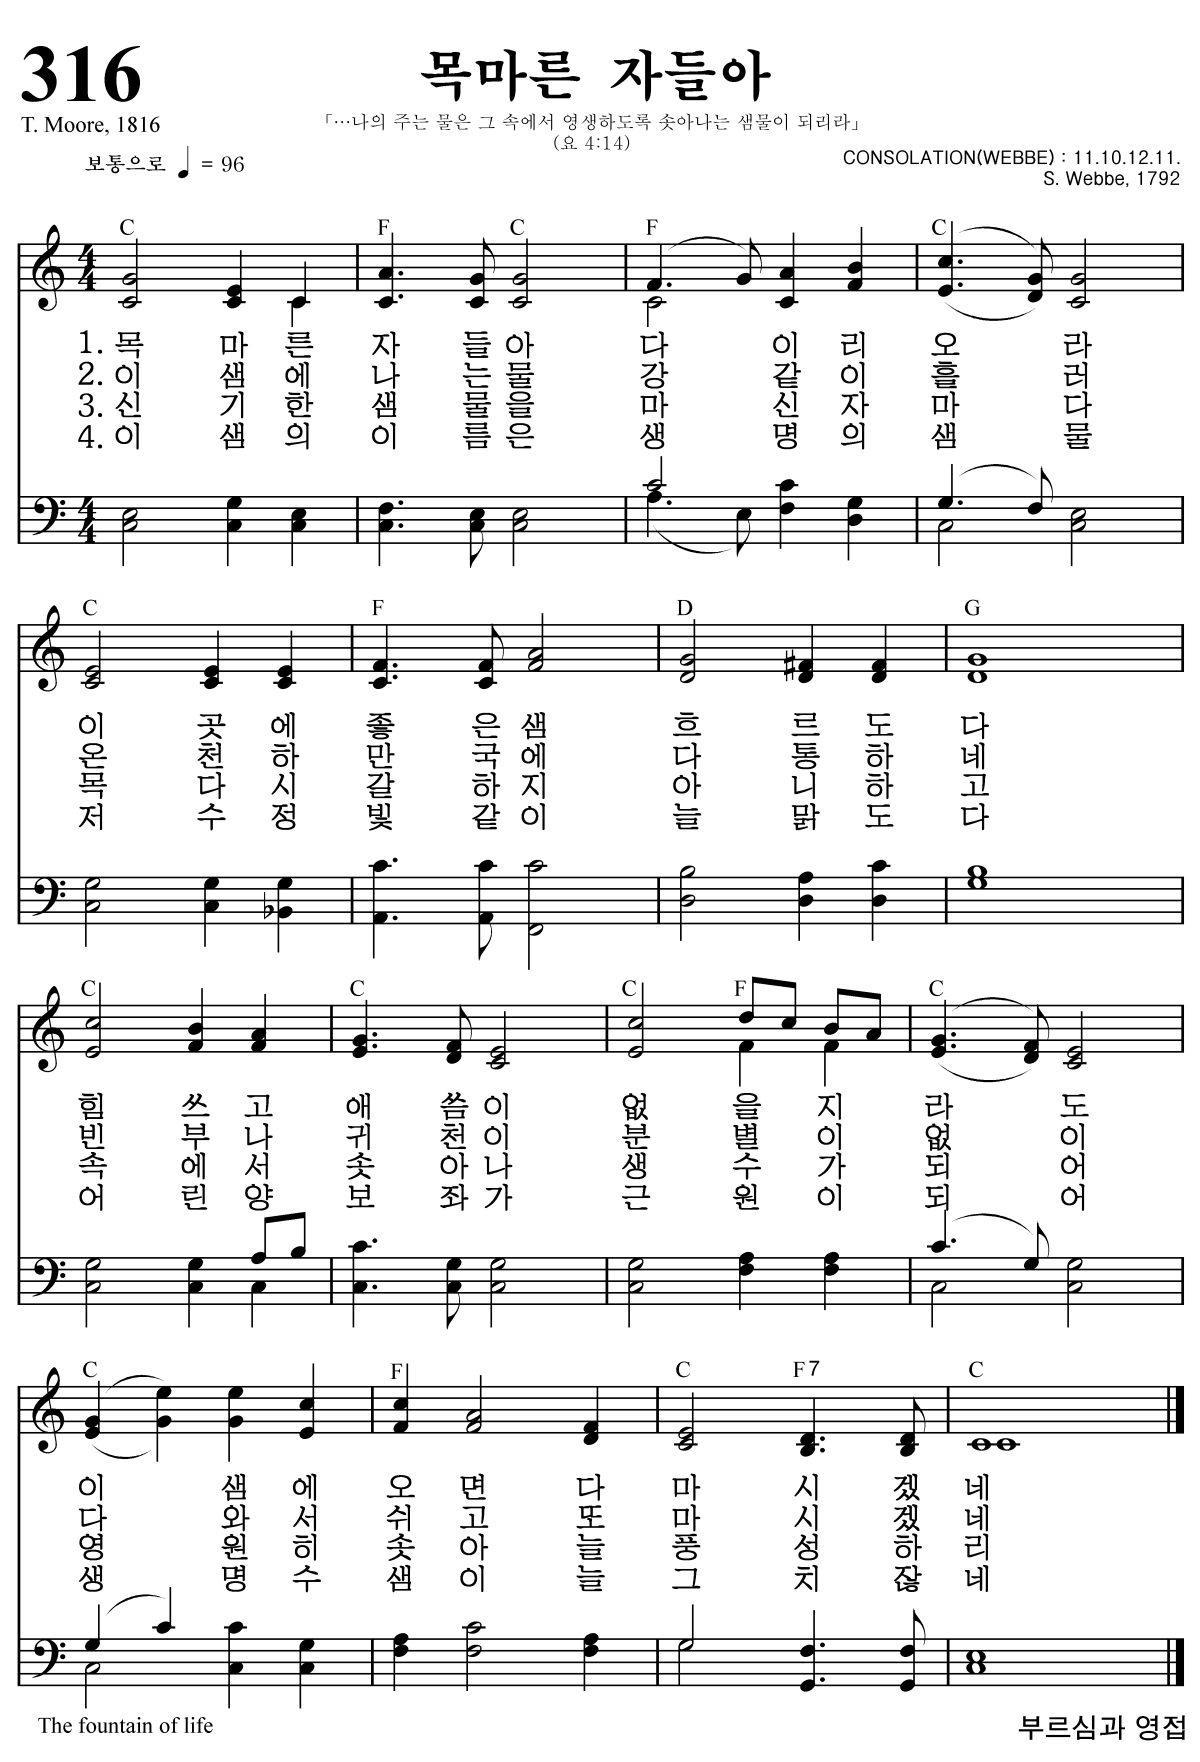 316
목마른 자들아
T. Moore, 1816
「…나의 주는 물은 그 속에서 영생하도록 솟아나는 샘물이 되리라」
(요 4:14)
보통으로 ♩ = 96
CONSOLATION(WEBBE) : 11.10.12.11.
S. Webbe, 1792
C F C F C
4 4
1. 목 마 른 자 들 아 다 이 리 오 라
2. 이 샘 에 나 는 물 강 같 이 흘 러
3. 신 기 한 샘 물 을 마 신 자 마 다
4. 이 샘 의 이 름 은 생 명 의 샘 물
4 4
C F D G
이 곳 에 좋 은 샘 흐 르 도 다
온 천 하 만 국 에 다 통 하 네
목 다 시 갈 하 지 아 니 하 고
저 수 정 빛 같 이 늘 맑 도 다
C C C F C
힘 쓰 고 애 씀 이 없 을 지 라 도
빈 부 나 귀 천 이 분 별 이 없 이
속 에 서 솟 아 나 생 수 가 되 어
어 린 양 보 좌 가 근 원 이 되 어
C F C F7 C
이 샘 에 오 면 다 마 시 겠 네
다 와 서 쉬 고 또 마 시 겠 네
영 원 히 솟 아 늘 풍 성 하 리
생 명 수 샘 이 늘 그 치 잖 네
The fountain of life
부르심과 영접